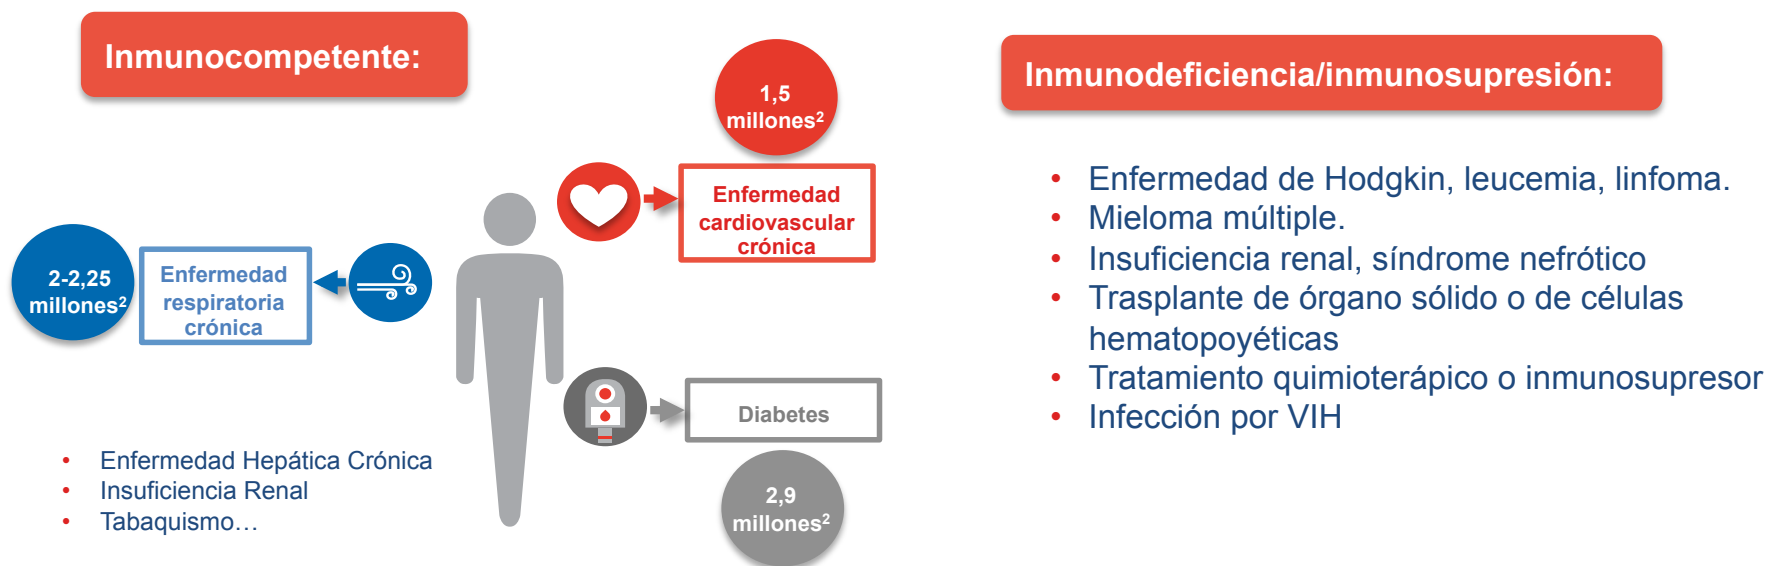 Inmunocompetente:
1,5
millones²
Enfermedad
cardiovascular
crónica
2-2,25
millones²
Enfermedad
respiratoria
crónica
Diabetes
2,9
millones²
• Enfermedad Hepática Crónica
• Insuficiencia Renal
• Tabaquismo…
Inmunodeficiencia/inmunosupresión:
• Enfermedad de Hodgkin, leucemia, linfoma.
• Mieloma múltiple.
• Insuficiencia renal, síndrome nefrótico
• Trasplante de órgano sólido o de células
hematopoyéticas
• Tratamiento quimioterápico o inmunosupresor
• Infección por VIH